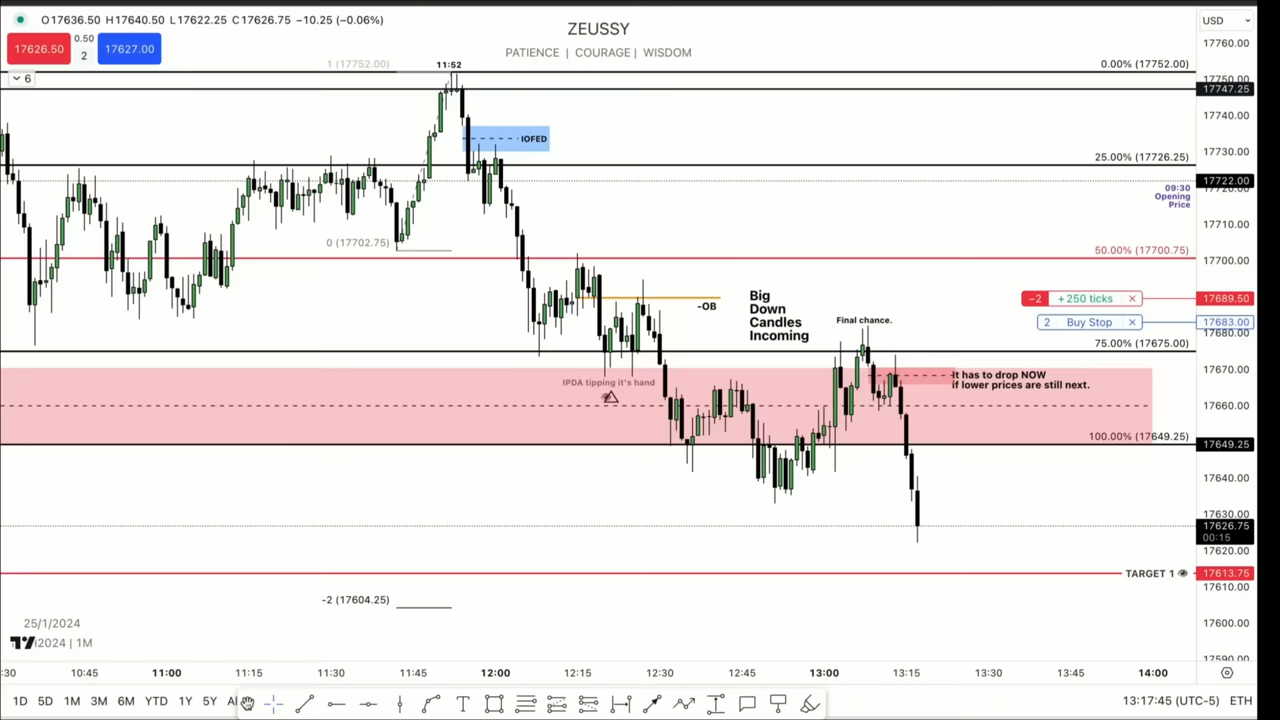 O17636.50 H17640.50 L17622.25 C17626.75 −10.25 (−0.06%)
17626.50
0.50
2
17627.00
6
ZEUSSY
PATIENCE | COURAGE | WISDOM
USD
1 (17752.00)
11:52
0.00% (17752.00)
IOFED
25.00% (17726.25)
09:30
Opening
Price
0 (17702.75)
50.00% (17700.75)
-OB
Big
Down
Candles
Incoming
Final chance.
−2 +250 ticks ×
2 Buy Stop ×
75.00% (17675.00)
IPDA tipping it's hand
It has to drop NOW
if lower prices are still next.
100.00% (17649.25)
TARGET 1
-2 (17604.25)
17760.00
17750.00
17747.25
17740.00
17730.00
17722.00
17720.00
17710.00
17700.00
17689.50
17683.00
17680.00
17670.00
17660.00
17649.25
17640.00
17630.00
17626.75
00:15
17620.00
17613.75
17610.00
17600.00
17590.00
25/1/2024
2024 | 1M
:30 10:45 11:00 11:15 11:30 11:45 12:00 12:15 12:30 12:45 13:00 13:15 13:30 13:45 14:00
1D 5D 1M 3M 6M YTD 1Y 5Y
13:17:45 (UTC-5) ETH